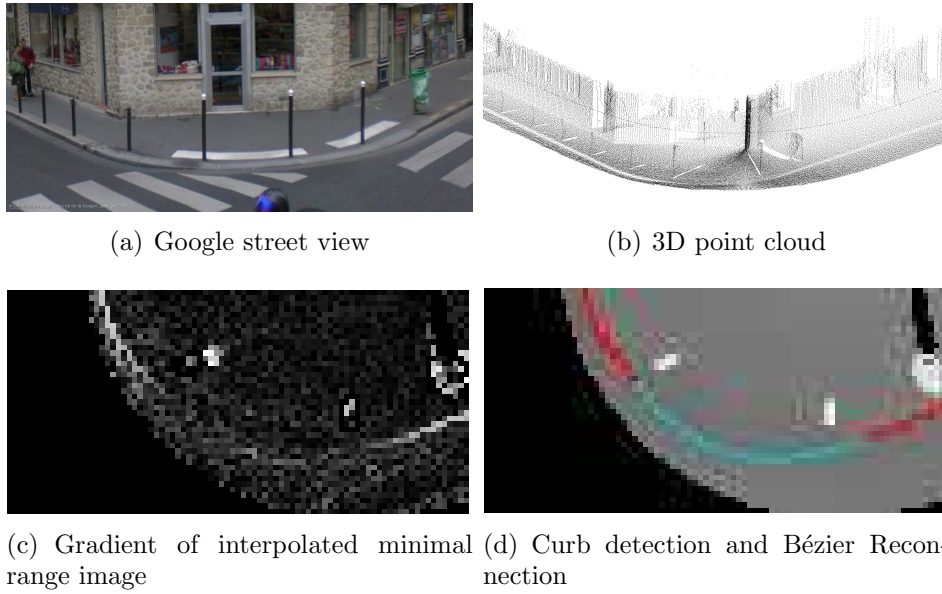 (a) Google street view
(b) 3D point cloud
(c) Gradient of interpolated minimal
range image
(d) Curb detection and Bézier Recon-
nection